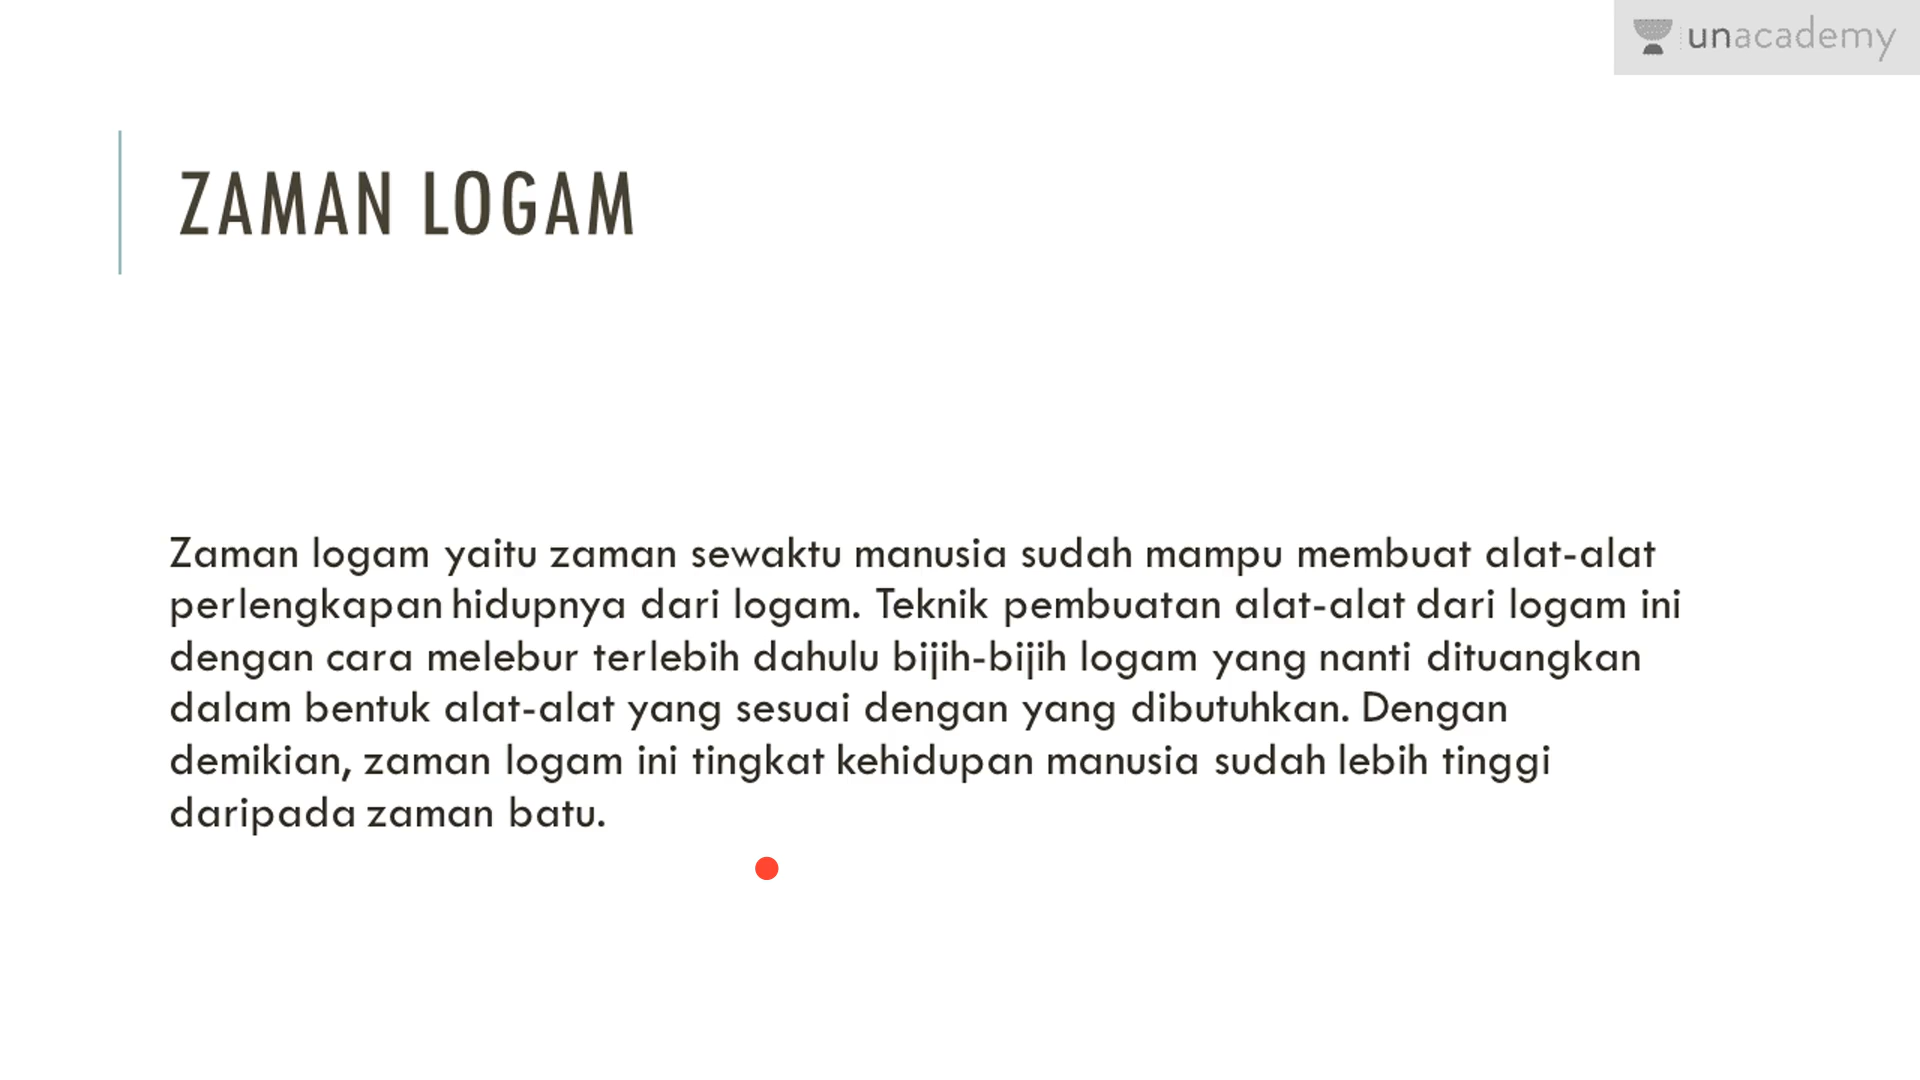 unacademy
ZAMAN LOGAM
Zaman logam yaitu zaman sewaktu manusia sudah mampu membuat alat-alat
perlengkapan hidupnya dari logam. Teknik pembuatan alat-alat dari logam ini
dengan cara melebur terlebih dahulu bijih-bijih logam yang nanti dituangkan
dalam bentuk alat-alat yang sesuai dengan yang dibutuhkan. Dengan
demikian, zaman logam ini tingkat kehidupan manusia sudah lebih tinggi
daripada zaman batu.